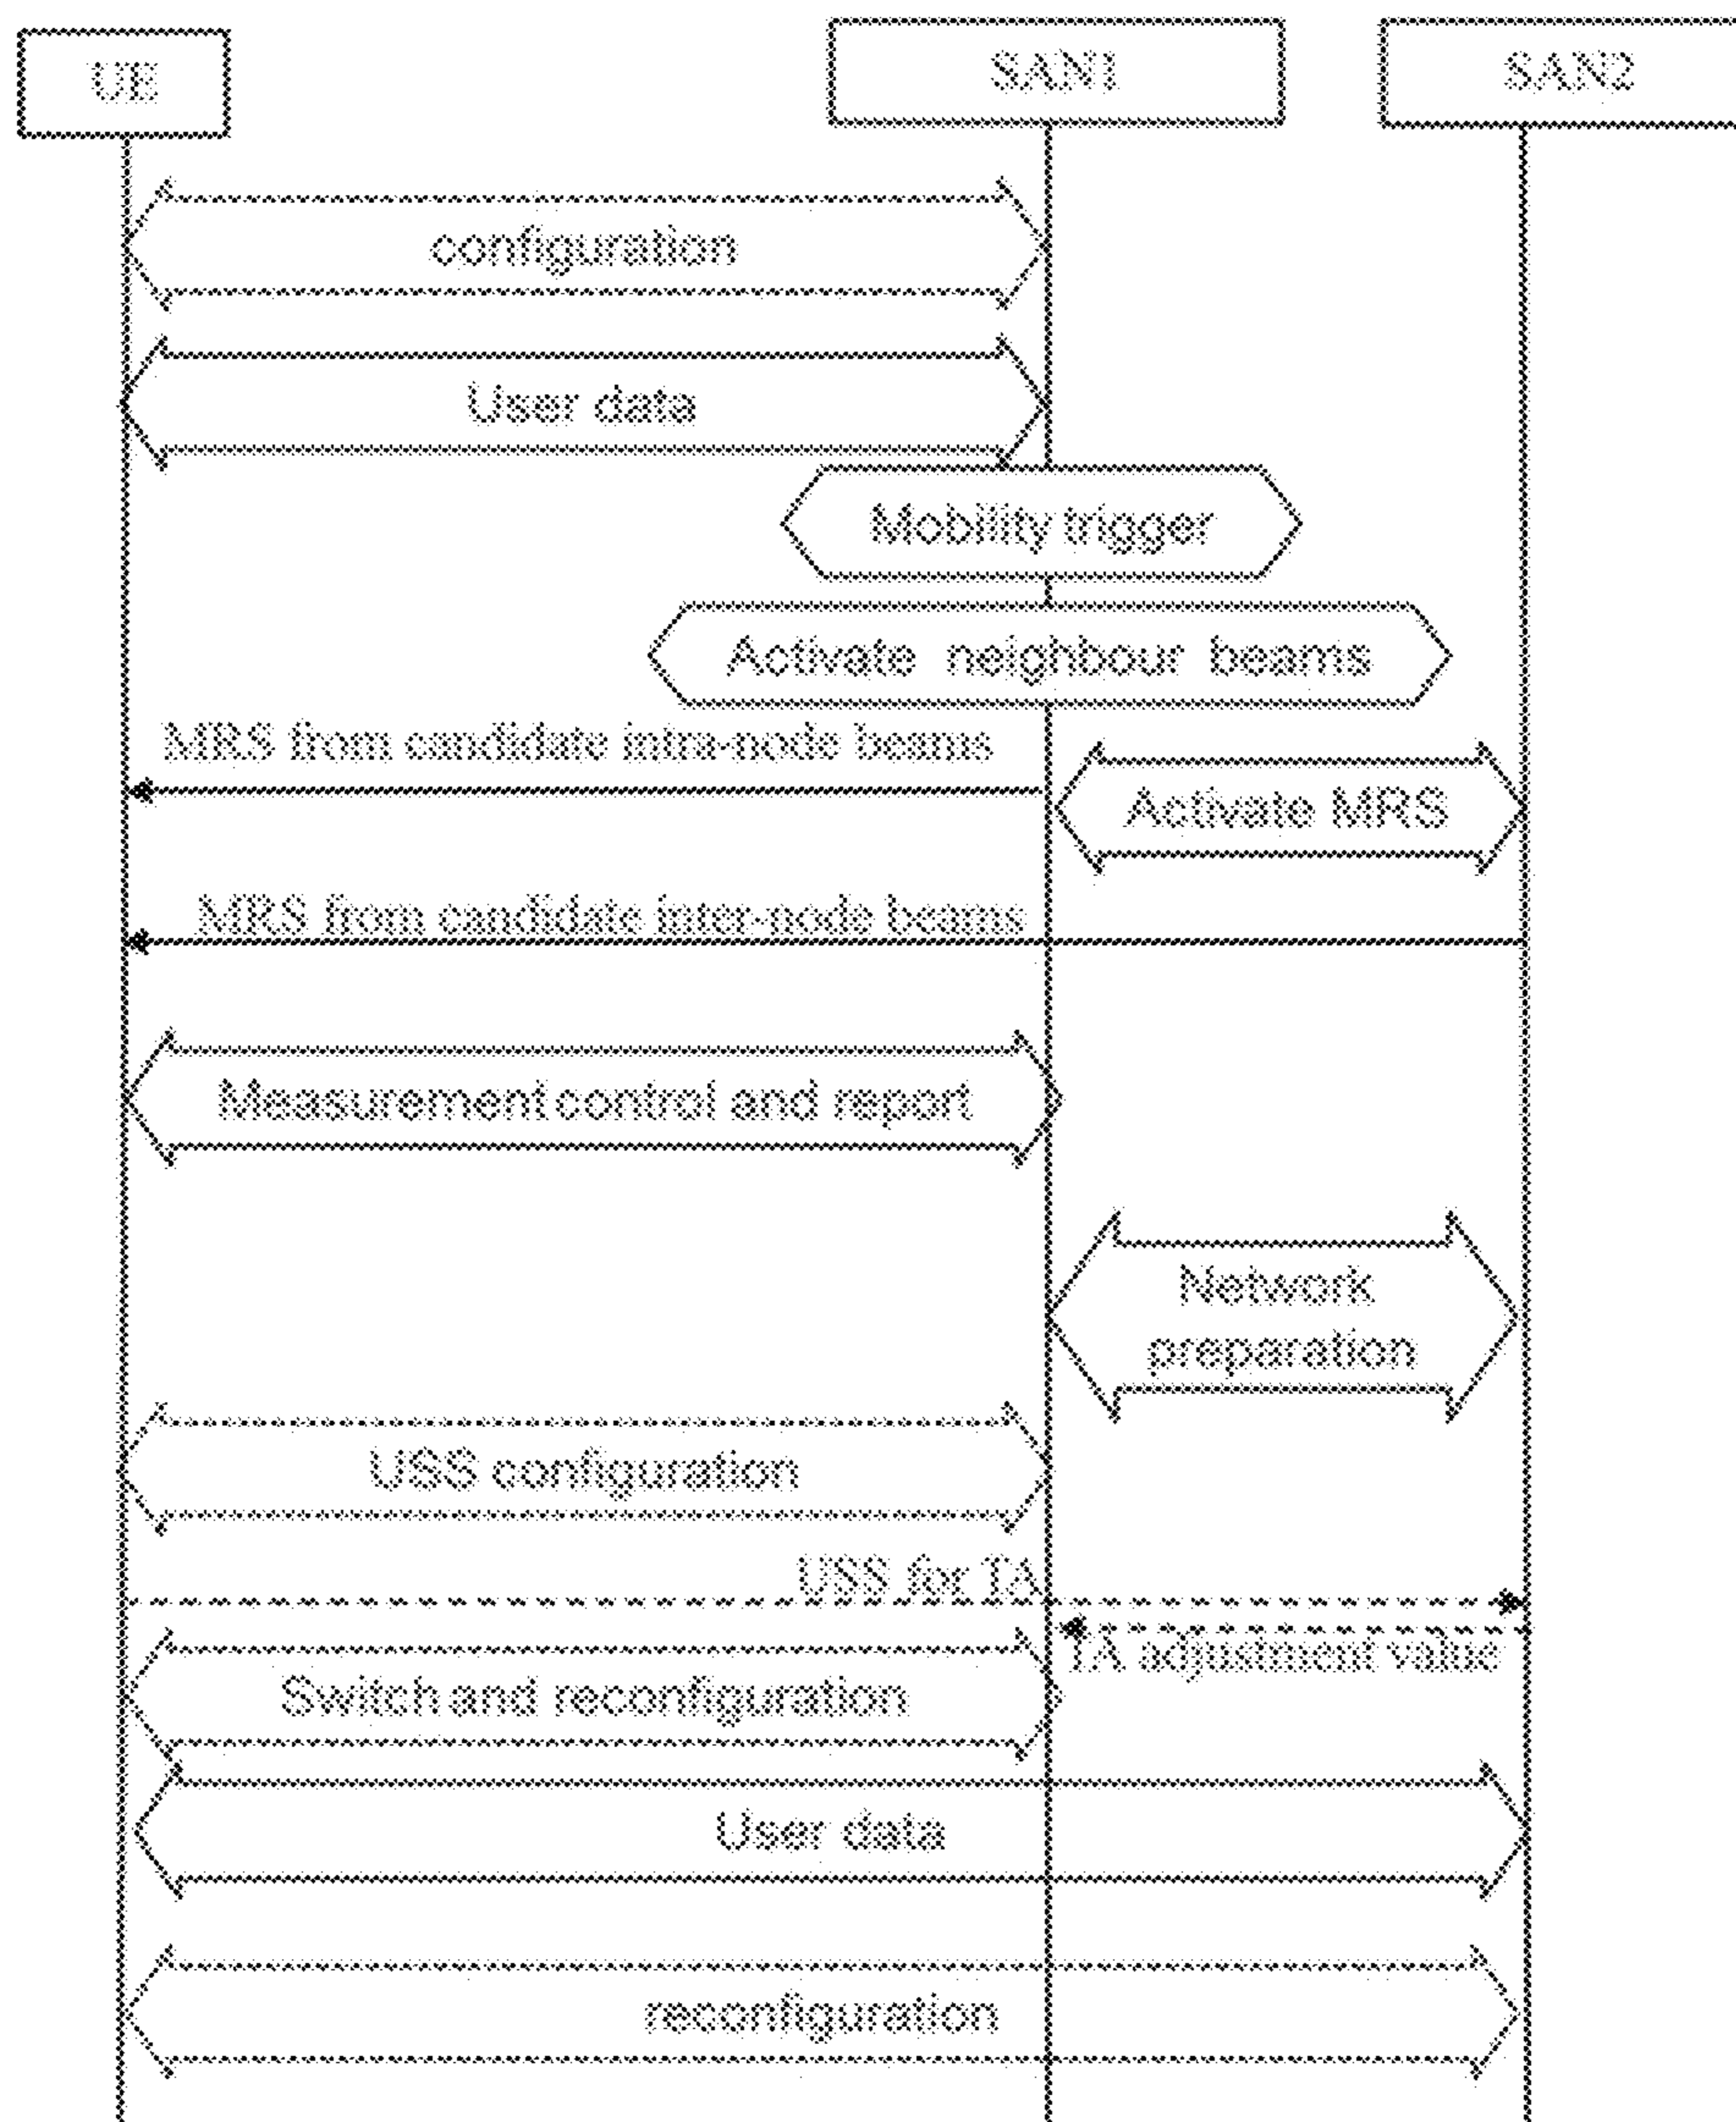 UE
SAN1
SAN2
configuration
User data
Mobility trigger
Activate neighbour beams
MRS from candidate intra-node beams
Activate MRS
MRS from candidate inter-node beams
Measurement control and report
Network
preparation
USS configuration
USS for TA
TA adjustment value
Switch and reconfiguration
User data
reconfiguration